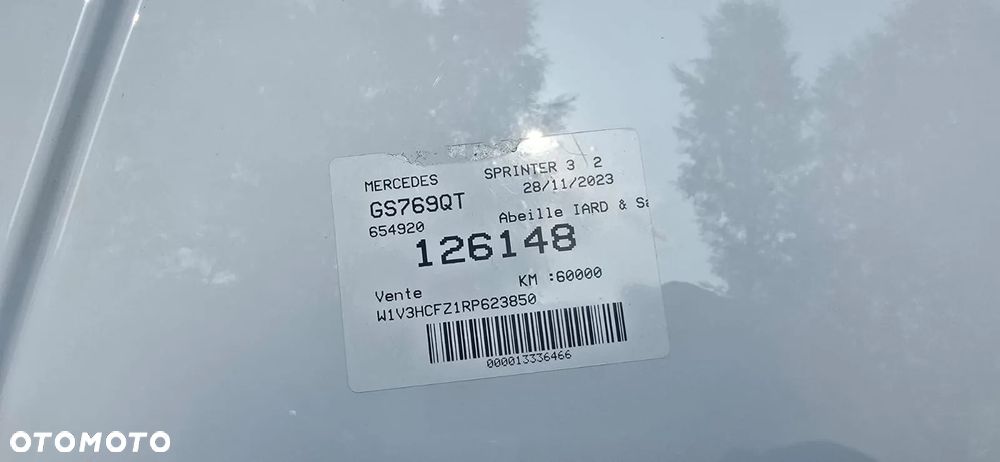 MERCEDES SPRINTER 3 2
GS769QT 28/11/2023
654920 Abeille IARD & Sa
126148
Vente KM :60000
W1V3HCFZ1RP623850
000013336466
OTOMOTO